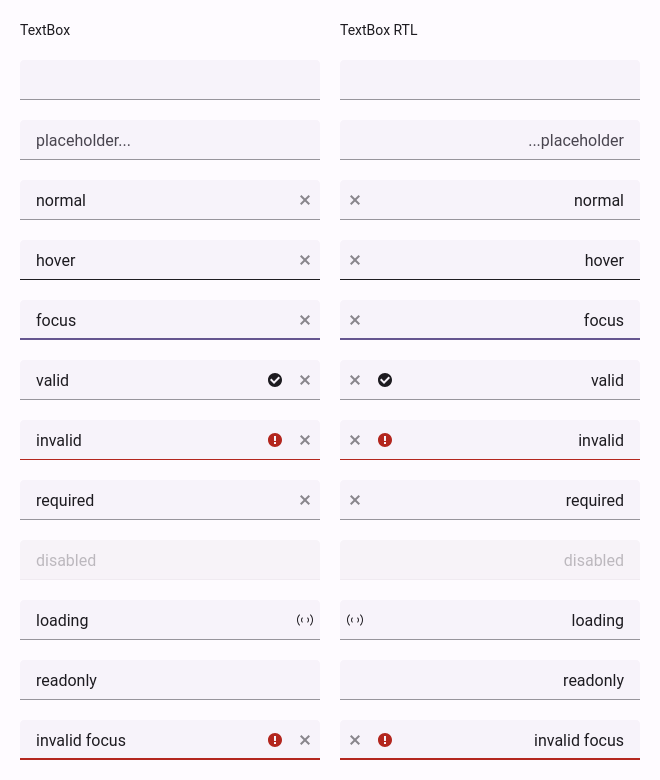 TextBox
TextBox RTL
placeholder...
...placeholder
normal
normal
hover
hover
focus
focus
valid
valid
invalid
invalid
required
required
disabled
disabled
loading
loading
readonly
readonly
invalid focus
invalid focus